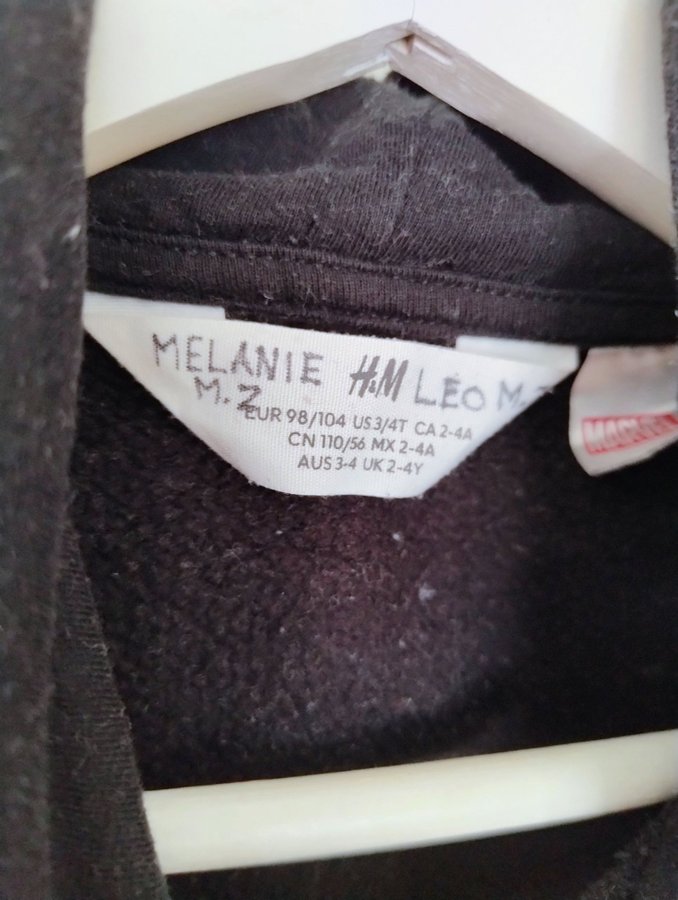 MELANIE H&M LÉO M.
M.Z
EUR 98/104 US 3/4T CA 2-4A
CN 110/56 MX 2-4A
AUS 3-4 UK 2-4Y